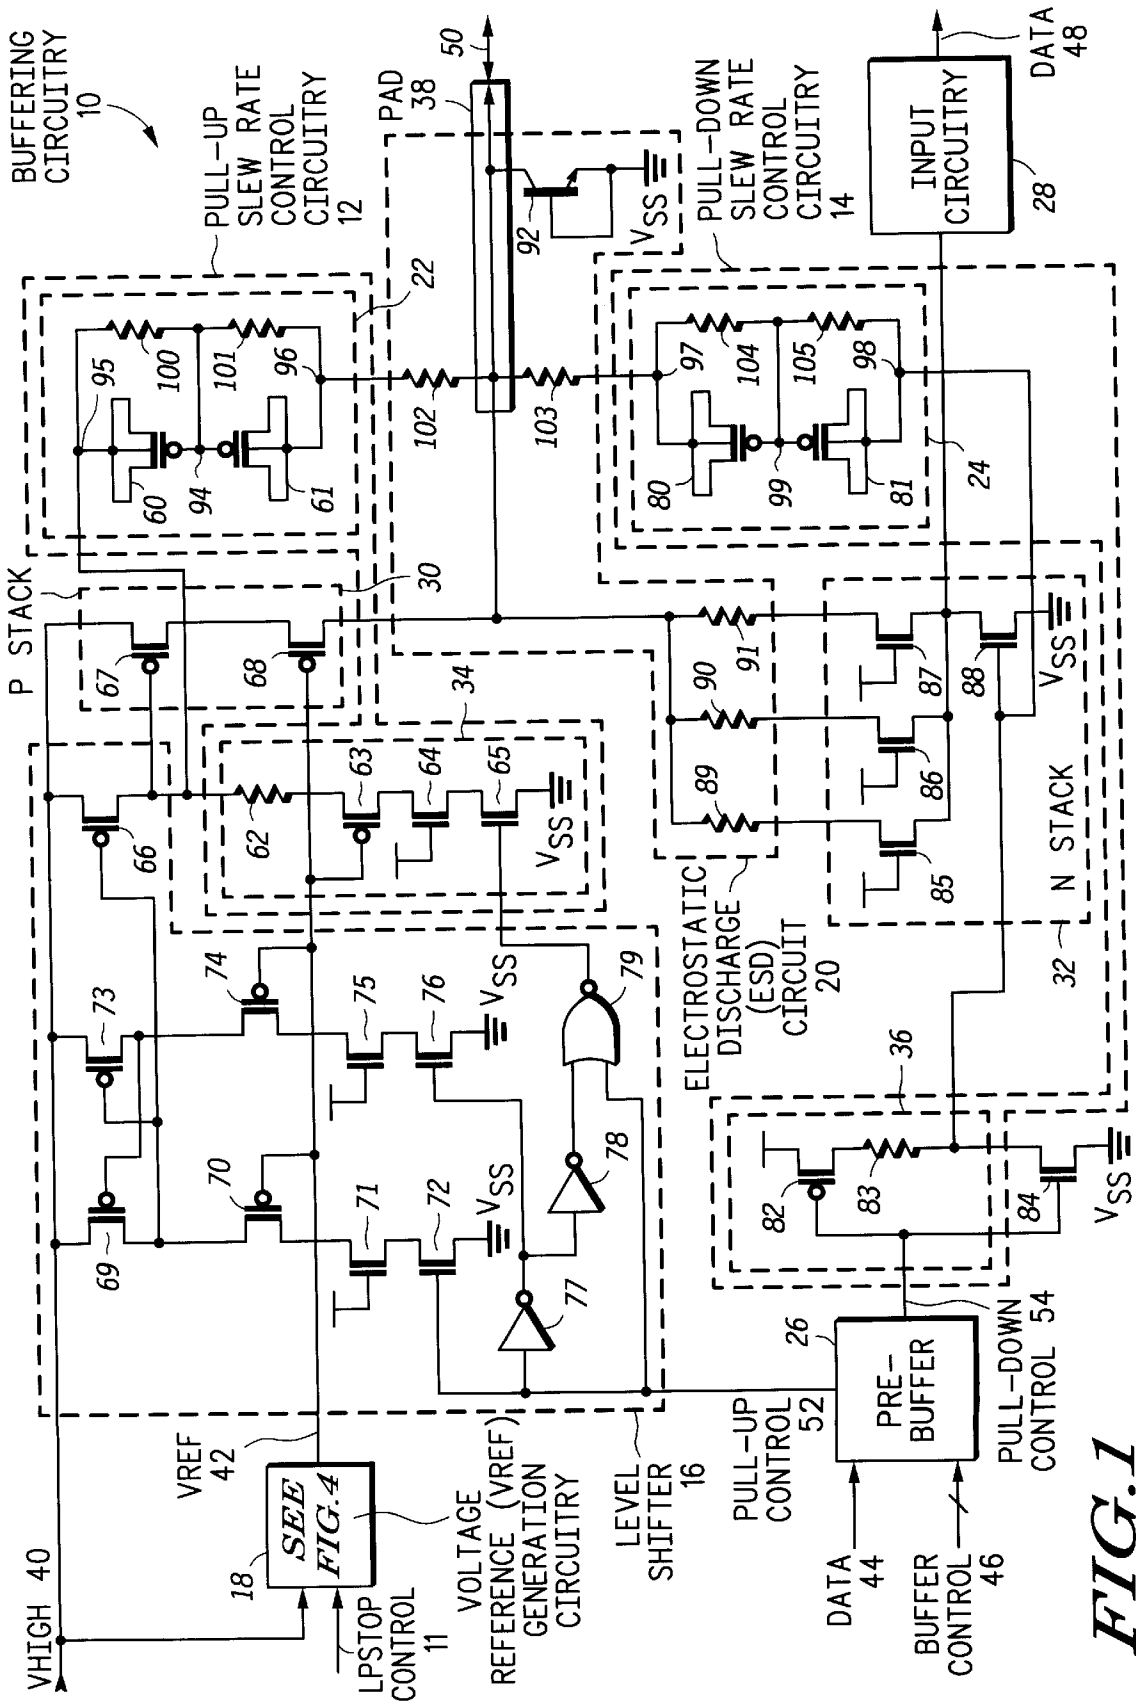 BUFFERING
CIRCUITRY
10
PULL-UP
SLEW RATE
CONTROL
CIRCUITRY
12
PAD
38
50
PULL-DOWN
SLEW RATE
CONTROL
CIRCUITRY
14
INPUT
CIRCUITRY
28
DATA
48
22
95
100
101
96
60
94
61
102
103
92
VSS
97
104
105
98
80
99
81
24
P STACK
30
67
68
34
66
62
63
64
65
VSS
89
90
91
85
86
87
88
VSS
32
N STACK
ELECTROSTATIC
DISCHARGE
(ESD)
CIRCUIT
20
73
74
75
76
VSS
79
69
70
71
72
VSS
77
78
36
82
83
84
VSS
VHIGH 40
VREF
42
18
SEE
FIG.4
LPSTOP
CONTROL
11
VOLTAGE
REFERENCE (VREF)
GENERATION
CIRCUITRY
LEVEL
SHIFTER
16
PULL-UP
CONTROL
52
26
PRE-
BUFFER
PULL-DOWN
CONTROL 54
DATA
44
BUFFER
CONTROL
46
FIG.1